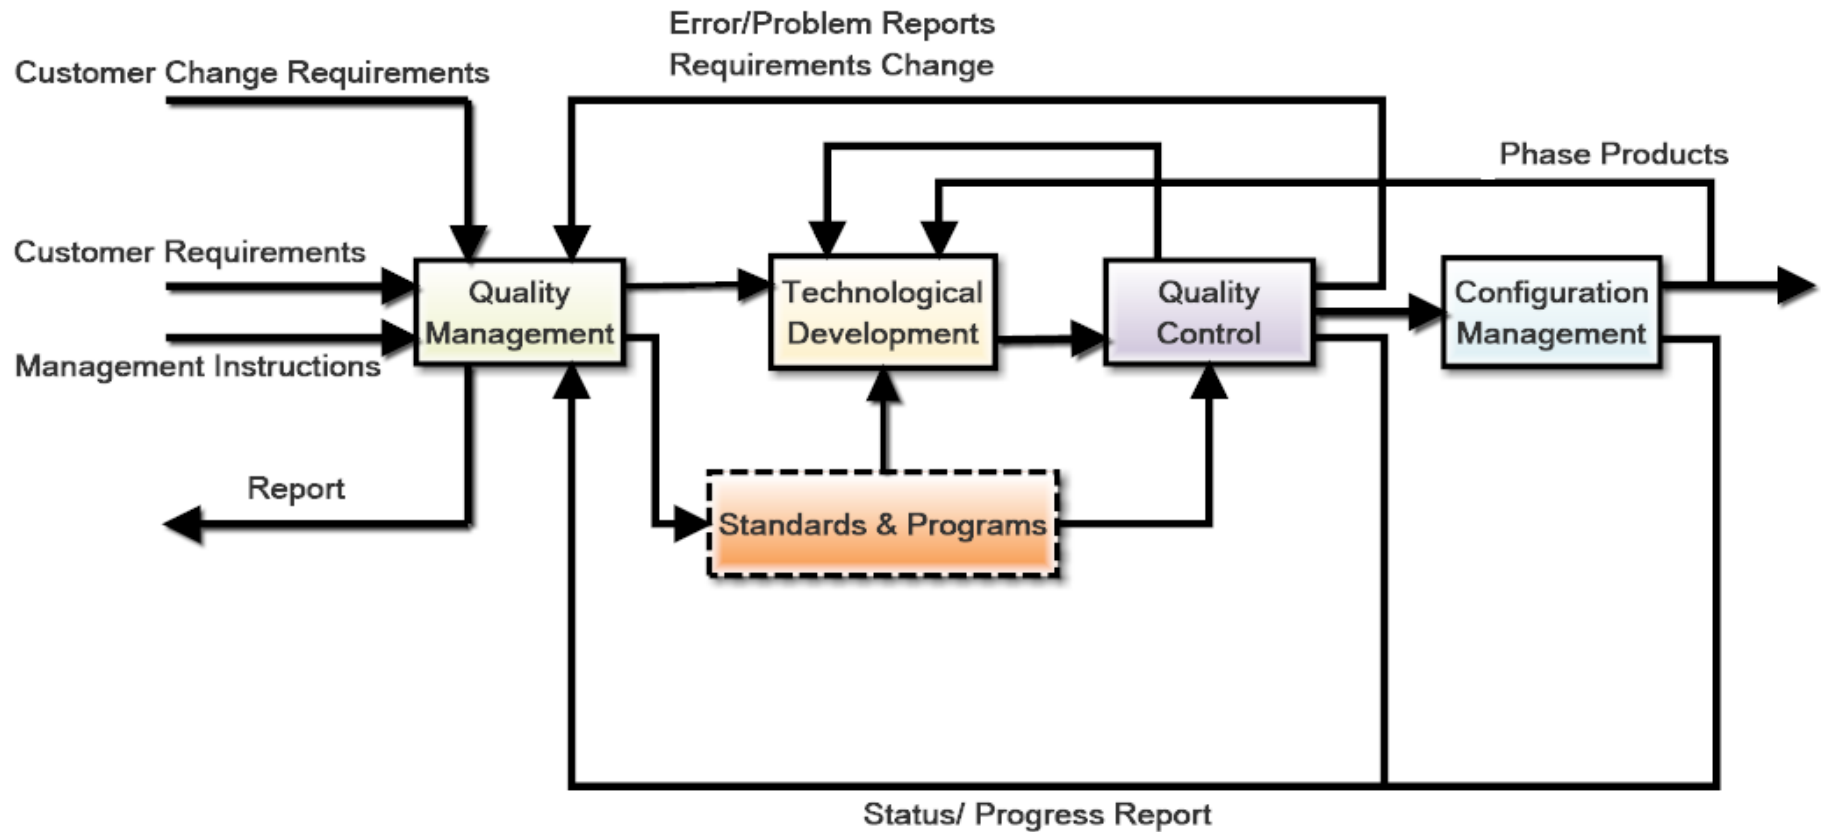 Error/Problem Reports
Requirements Change
Customer Change Requirements
Phase Products
Customer Requirements
Quality
Management
Technological
Development
Quality
Control
Configuration
Management
Management Instructions
Report
Standards & Programs
Status/ Progress Report